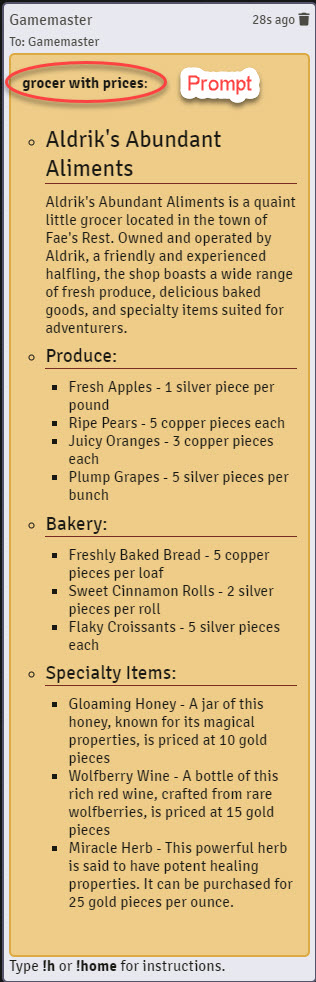 Gamemaster 28s ago
To: Gamemaster
grocer with prices: Prompt
Aldrik's Abundant
Aliments
Aldrik's Abundant Aliments is a quaint
little grocer located in the town of
Fae's Rest. Owned and operated by
Aldrik, a friendly and experienced
halfling, the shop boasts a wide range
of fresh produce, delicious baked
goods, and specialty items suited for
adventurers.
Produce:
Fresh Apples - 1 silver piece per
pound
Ripe Pears - 5 copper pieces each
Juicy Oranges - 3 copper pieces
each
Plump Grapes - 5 silver pieces per
bunch
Bakery:
Freshly Baked Bread - 5 copper
pieces per loaf
Sweet Cinnamon Rolls - 2 silver
pieces per roll
Flaky Croissants - 5 silver pieces
each
Specialty Items:
Gloaming Honey - A jar of this
honey, known for its magical
properties, is priced at 10 gold
pieces
Wolfberry Wine - A bottle of this
rich red wine, crafted from rare
wolfberries, is priced at 15 gold
pieces
Miracle Herb - This powerful herb
is said to have potent healing
properties. It can be purchased for
25 gold pieces per ounce.
Type !h or !home for instructions.